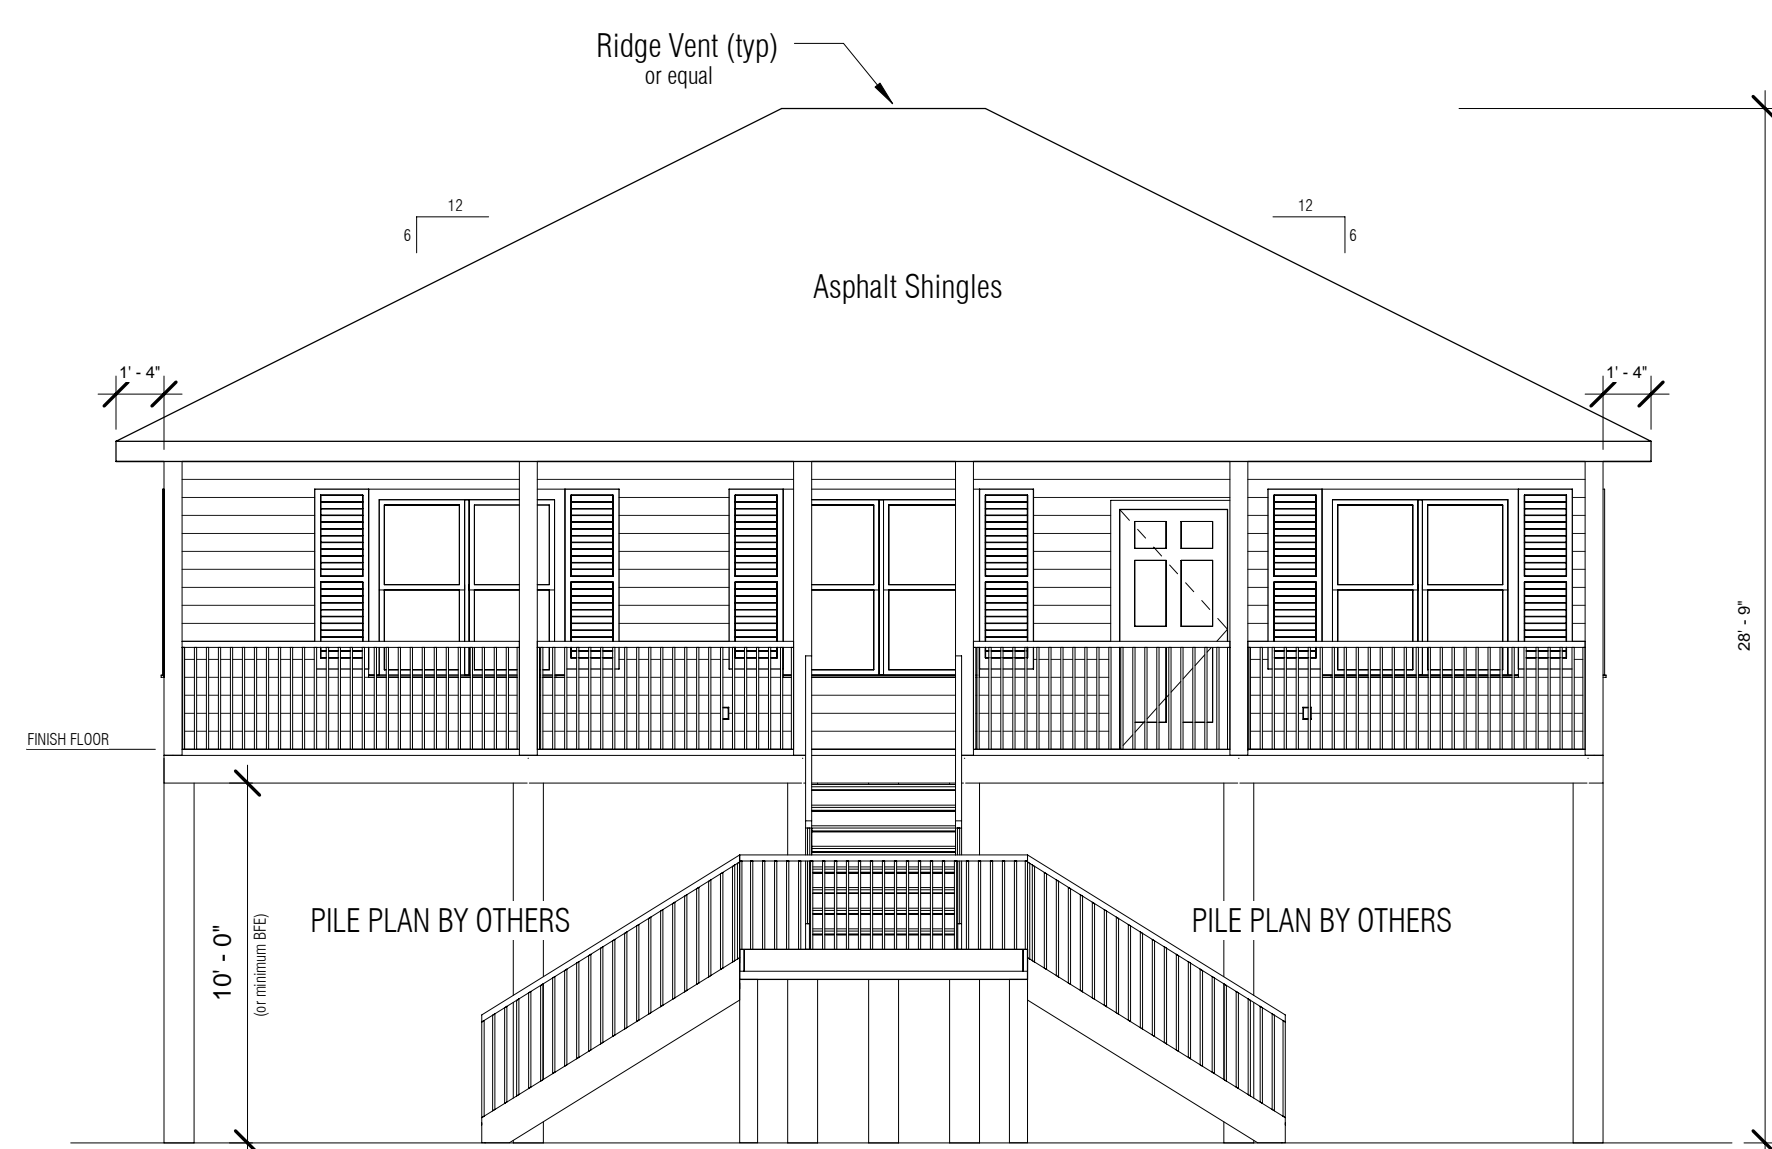 Ridge Vent (typ)
or equal
12
6
12
6
Asphalt Shingles
1' - 4"
1' - 4"
28' - 9"
FINISH FLOOR
PILE PLAN BY OTHERS
PILE PLAN BY OTHERS
10' - 0"
(or minimum BFE)